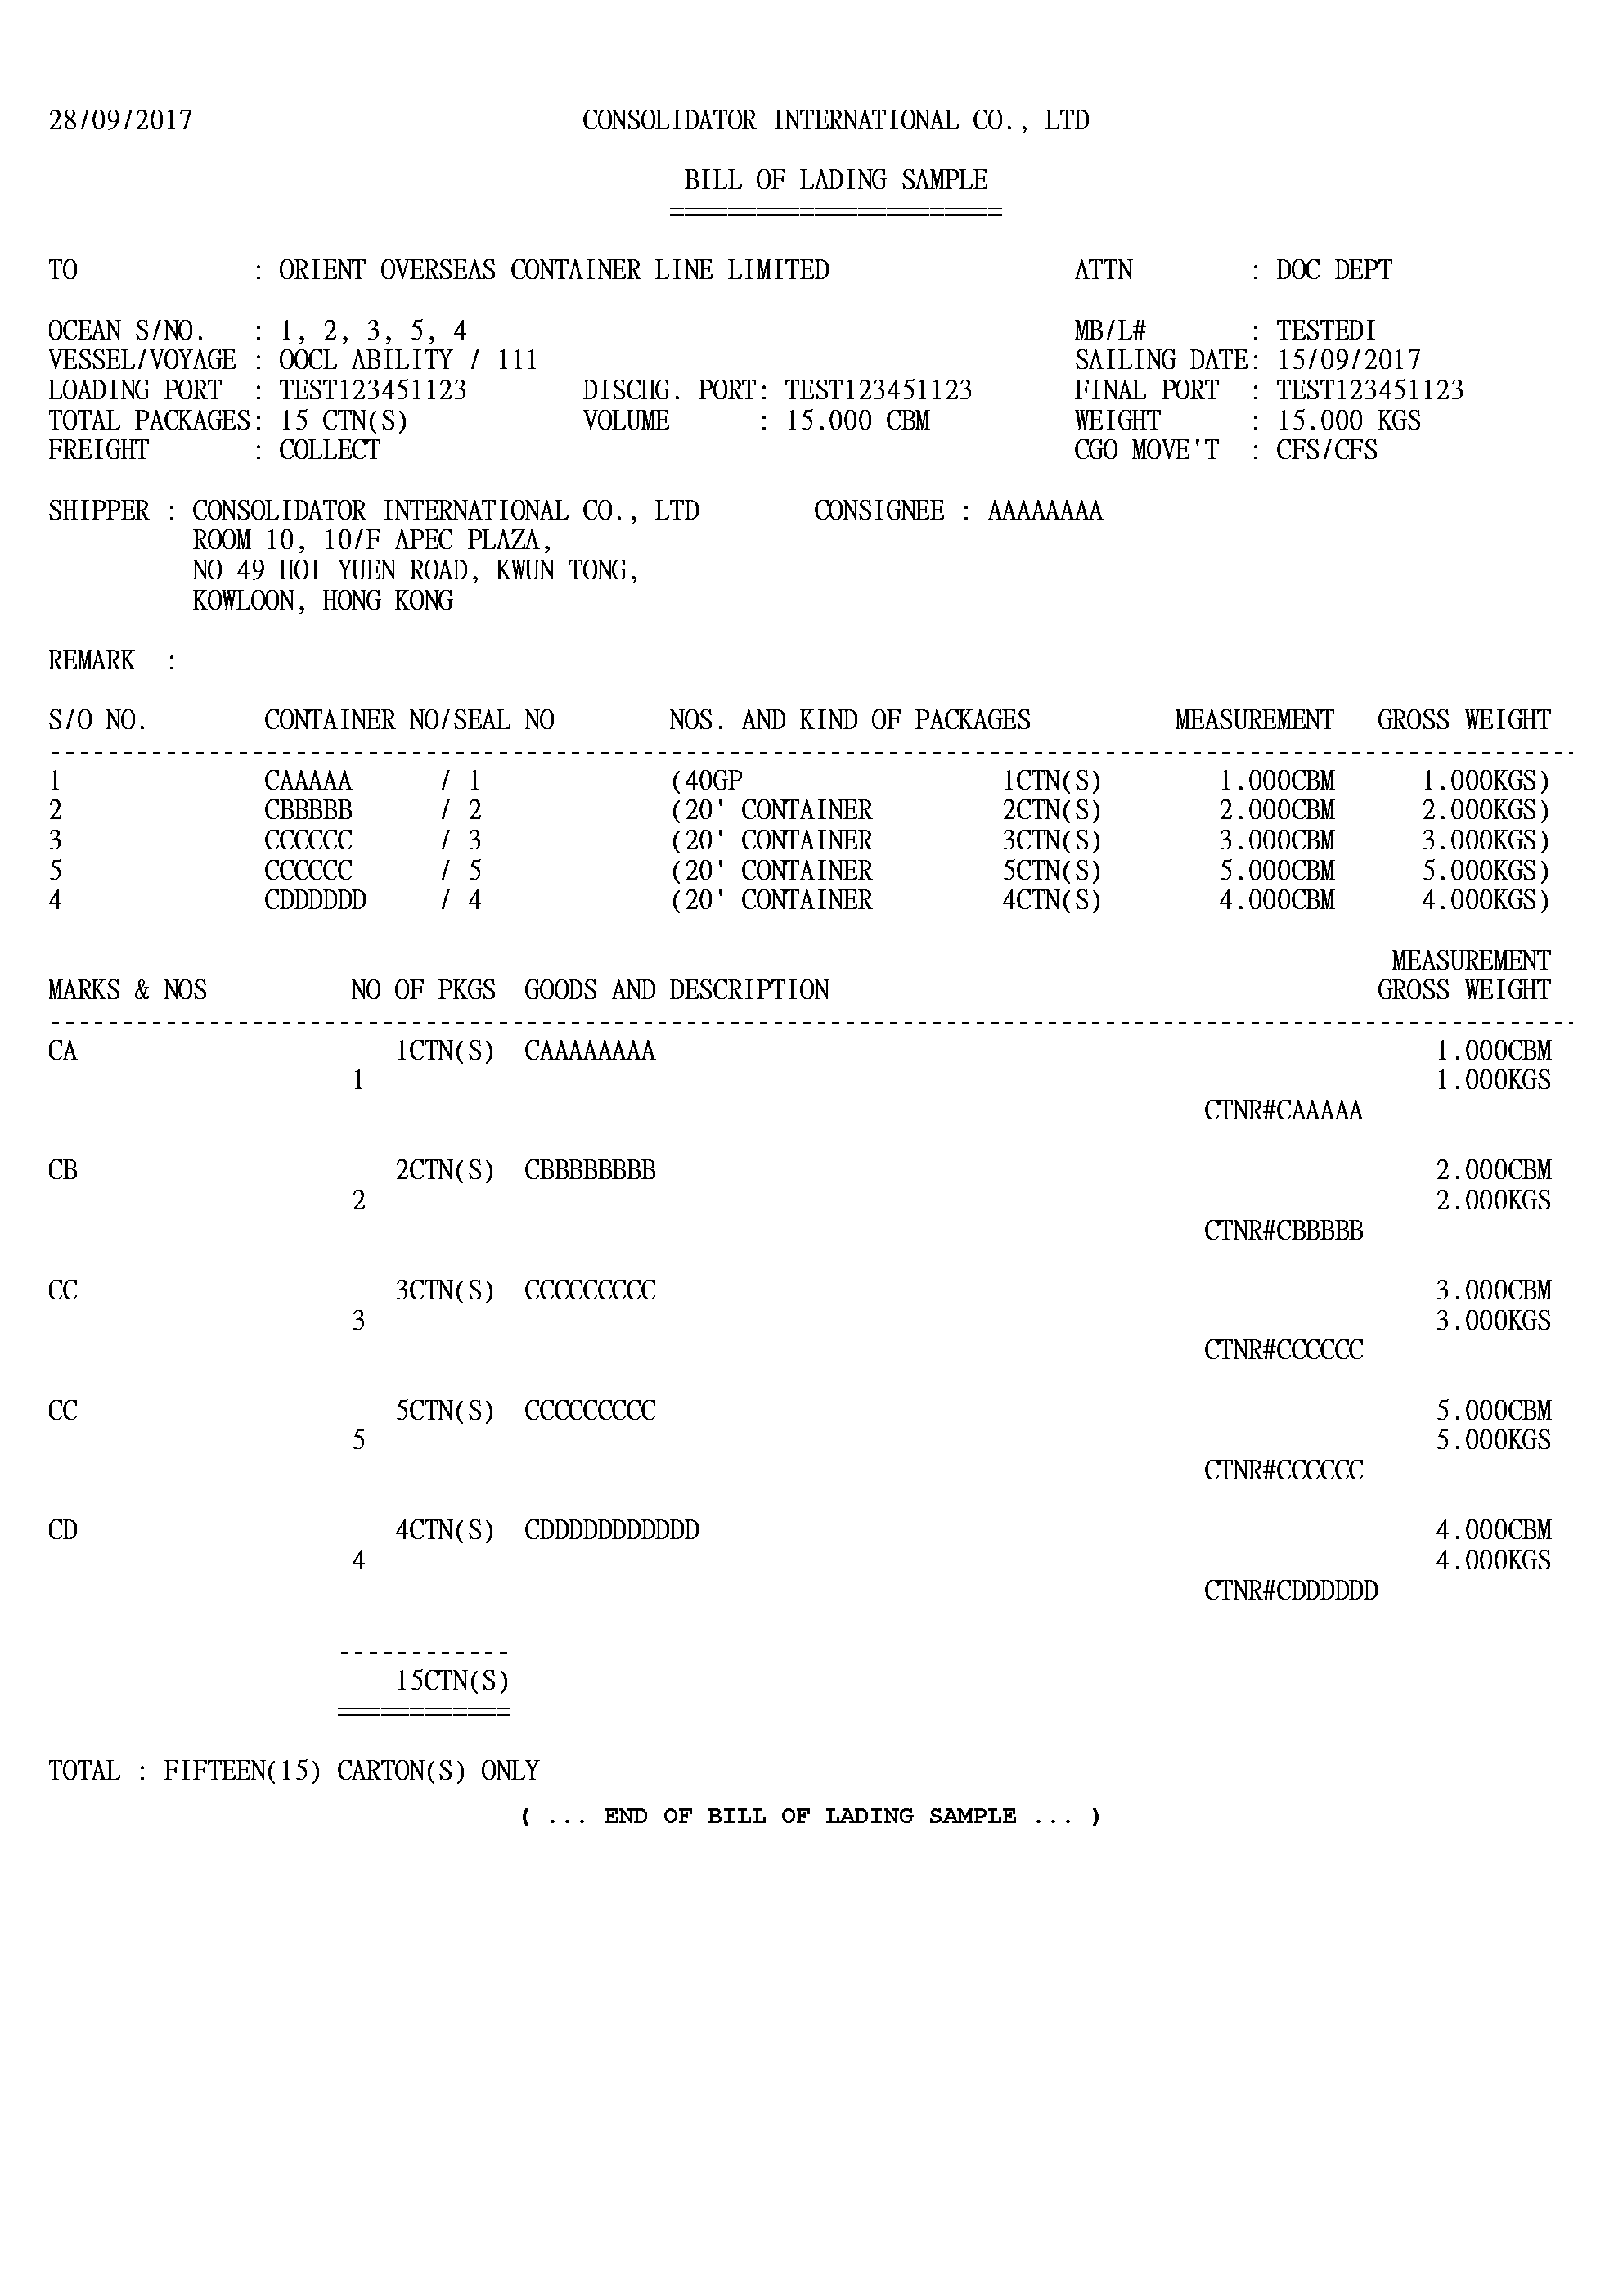 28/09/2017 CONSOLIDATOR INTERNATIONAL CO., LTD
BILL OF LADING SAMPLE
=======================
TO : ORIENT OVERSEAS CONTAINER LINE LIMITED ATTN : DOC DEPT
OCEAN S/NO. : 1, 2, 3, 5, 4 MB/L# : TESTEDI
VESSEL/VOYAGE : OOCL ABILITY / 111 SAILING DATE: 15/09/2017
LOADING PORT : TEST123451123 DISCHG. PORT: TEST123451123 FINAL PORT : TEST123451123
TOTAL PACKAGES: 15 CTN(S) VOLUME : 15.000 CBM WEIGHT : 15.000 KGS
FREIGHT : COLLECT CGO MOVE'T : CFS/CFS
SHIPPER : CONSOLIDATOR INTERNATIONAL CO., LTD CONSIGNEE : AAAAAAAA
ROOM 10, 10/F APEC PLAZA,
NO 49 HOI YUEN ROAD, KWUN TONG,
KOWLOON, HONG KONG
REMARK :
S/O NO. CONTAINER NO/SEAL NO NOS. AND KIND OF PACKAGES MEASUREMENT GROSS WEIGHT
1 CAAAAA / 1 (40GP 1CTN(S) 1.000CBM 1.000KGS)
2 CBBBBB / 2 (20' CONTAINER 2CTN(S) 2.000CBM 2.000KGS)
3 CCCCCC / 3 (20' CONTAINER 3CTN(S) 3.000CBM 3.000KGS)
5 CCCCCC / 5 (20' CONTAINER 5CTN(S) 5.000CBM 5.000KGS)
4 CDDDDDD / 4 (20' CONTAINER 4CTN(S) 4.000CBM 4.000KGS)
MEASUREMENT
MARKS & NOS NO OF PKGS GOODS AND DESCRIPTION GROSS WEIGHT
CA 1CTN(S) CAAAAAAAA 1.000CBM
1 1.000KGS
CTNR#CAAAAA
CB 2CTN(S) CBBBBBBBB 2.000CBM
2 2.000KGS
CTNR#CBBBBB
CC 3CTN(S) CCCCCCCCC 3.000CBM
3 3.000KGS
CTNR#CCCCCC
CC 5CTN(S) CCCCCCCCC 5.000CBM
5 5.000KGS
CTNR#CCCCCC
CD 4CTN(S) CDDDDDDDDDDD 4.000CBM
4 4.000KGS
CTNR#CDDDDDD
------------
15CTN(S)
============
TOTAL : FIFTEEN(15) CARTON(S) ONLY
( ... END OF BILL OF LADING SAMPLE ... )